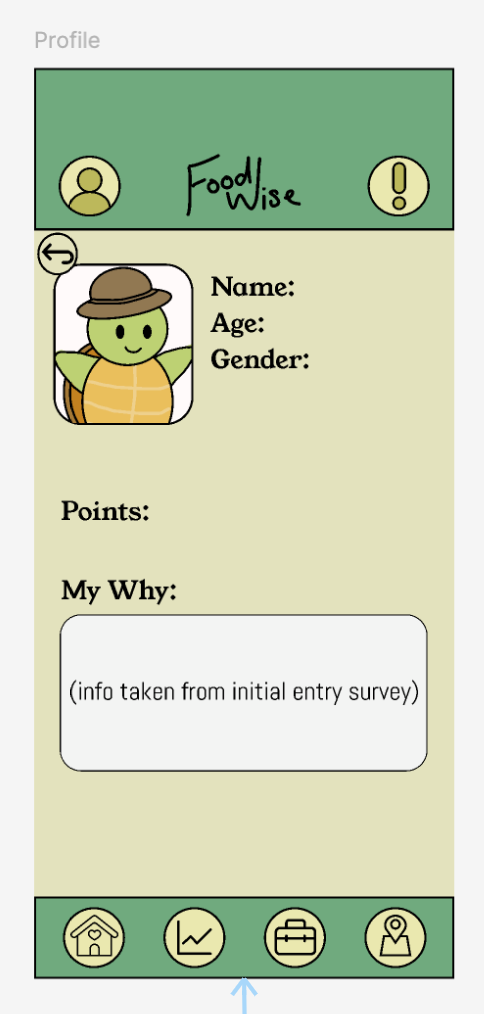 Profile
Food
Wise
Name:
Age:
Gender:
Points:
My Why:
(info taken from initial entry survey)